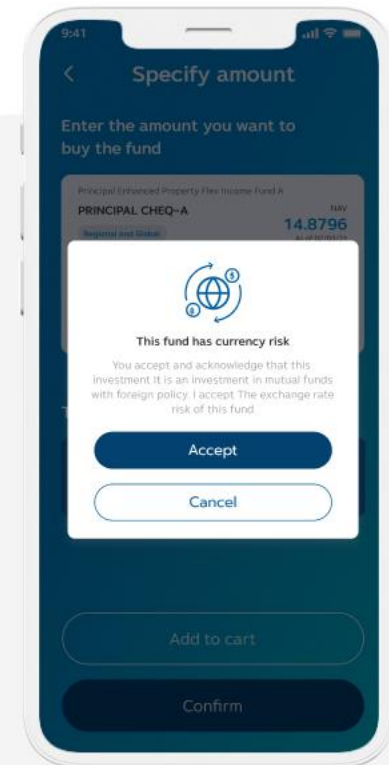 9:41
Specify amount
Enter the amount you want to
buy the fund
Principal Enhanced Property Flex Income Fund A
PRINCIPAL CHEQ-A
NAV
14.8796
Regional and Global
This fund has currency risk
You accept and acknowledge that this
investment It is an investment in mutual funds
with foreign policy. I accept The exchange rate
risk of this fund
Accept
Cancel
Add to cart
Confirm